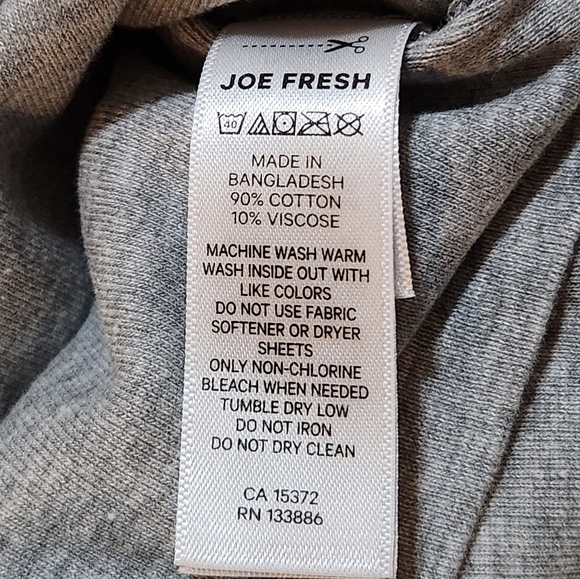 JOE FRESH
40
MADE IN
BANGLADESH
90% COTTON
10% VISCOSE
MACHINE WASH WARM
WASH INSIDE OUT WITH
LIKE COLORS
DO NOT USE FABRIC
SOFTENER OR DRYER
SHEETS
ONLY NON-CHLORINE
BLEACH WHEN NEEDED
TUMBLE DRY LOW
DO NOT IRON
DO NOT DRY CLEAN
CA 15372
RN 133886